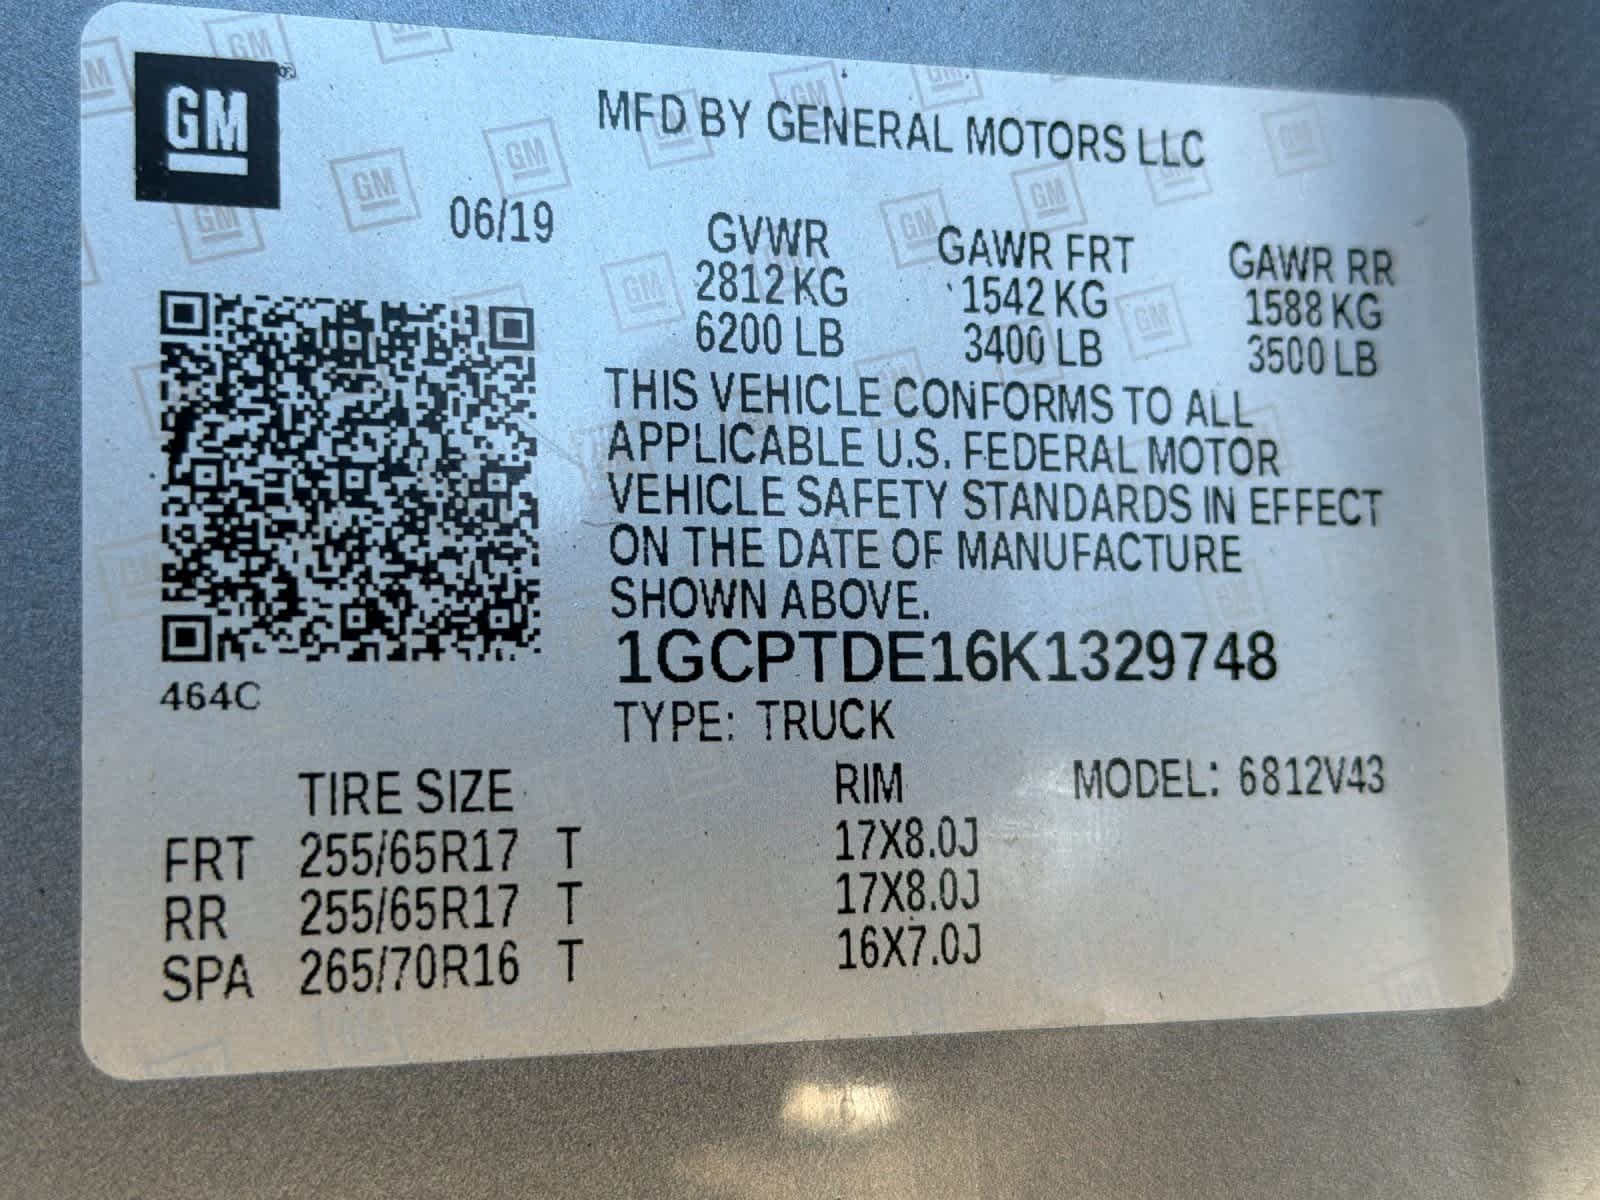 GM
MFD BY GENERAL MOTORS LLC
06/19
GVWR GAWR FRT GAWR RR
2812 KG 1542 KG 1588 KG
6200 LB 3400 LB 3500 LB
THIS VEHICLE CONFORMS TO ALL
APPLICABLE U.S. FEDERAL MOTOR
VEHICLE SAFETY STANDARDS IN EFFECT
ON THE DATE OF MANUFACTURE
SHOWN ABOVE.
1GCPTDE16K1329748
464C
TYPE: TRUCK
TIRE SIZE RIM MODEL: 6812V43
FRT 255/65R17 T 17X8.0J
RR 255/65R17 T 17X8.0J
SPA 265/70R16 T 16X7.0J